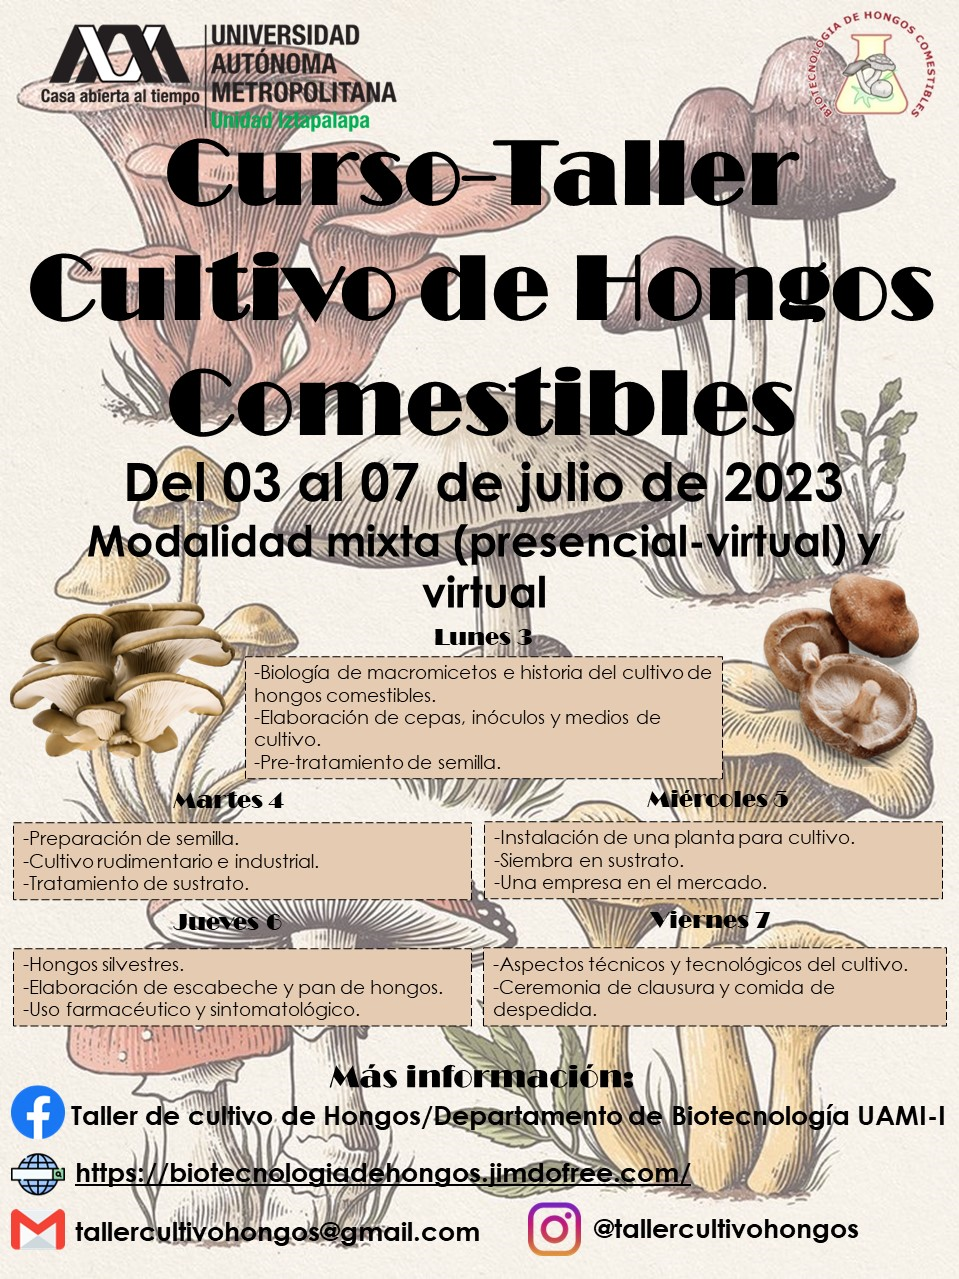 UNIVERSIDAD
AUTÓNOMA
METROPOLITANA
Casa abierta al tiempo
Unidad Iztapalapa
BIOTECNOLOGIA DE HONGOS COMESTIBLES
Curso-Taller
Cultivo de Hongos
Comestibles
Del 03 al 07 de julio de 2023
Modalidad mixta (presencial-virtual) y
virtual
Lunes 3
-Biología de macromicetos e historia del cultivo de
hongos comestibles.
-Elaboración de cepas, inóculos y medios de
cultivo.
-Pre-tratamiento de semilla.
Martes 4
-Preparación de semilla.
-Cultivo rudimentario e industrial.
-Tratamiento de sustrato.
Miércoles 5
-Instalación de una planta para cultivo.
-Siembra en sustrato.
-Una empresa en el mercado.
Jueves 6
-Hongos silvestres.
-Elaboración de escabeche y pan de hongos.
-Uso farmacéutico y sintomatológico.
Viernes 7
-Aspectos técnicos y tecnológicos del cultivo.
-Ceremonia de clausura y comida de
despedida.
Más información:
Taller de cultivo de Hongos/Departamento de Biotecnología UAMI-I
https://biotecnologiadehongos.jimdofree.com/
tallercultivohongos@gmail.com
@tallercultivohongos